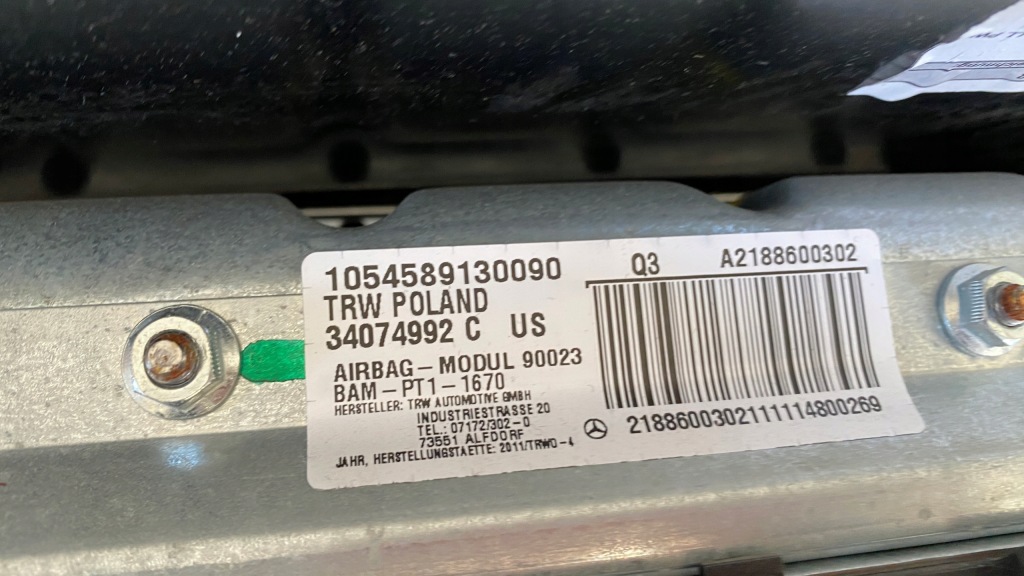 1054589130090
TRW POLAND
34074992 C US
AIRBAG-MODUL 90023
BAM-PT1-1670
HERSTELLER: TRW AUTOMOTIVE GMBH
INDUSTRIESTRASSE 20
TEL.: 07172/302-0
73551 ALFDORF
JAHR, HERSTELLUNGSTAETTE: 2011/TRWO-4
Q3 A2188600302
2188600302111114800269